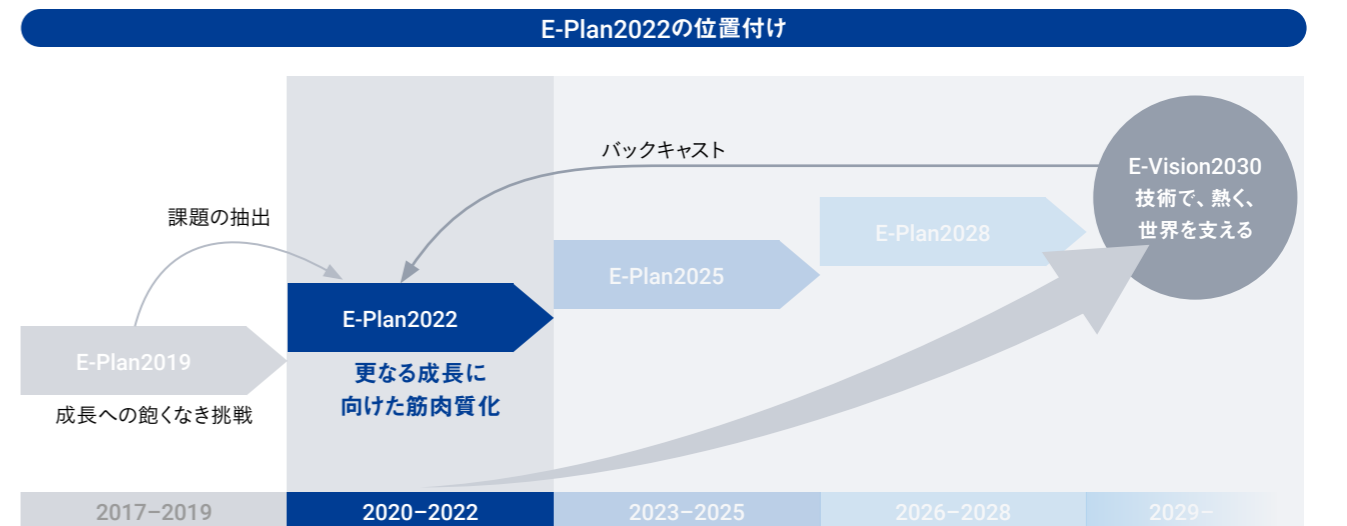 E-Plan2022の位置付け
バックキャスト
E-Vision2030
技術で、熱く、
世界を支える
課題の抽出
E-Plan2028
E-Plan2025
E-Plan2022
更なる成長に
向けた筋肉質化
E-Plan2019
成長への飽くなき挑戦
2017−2019
2020−2022
2023−2025
2026−2028
2029−